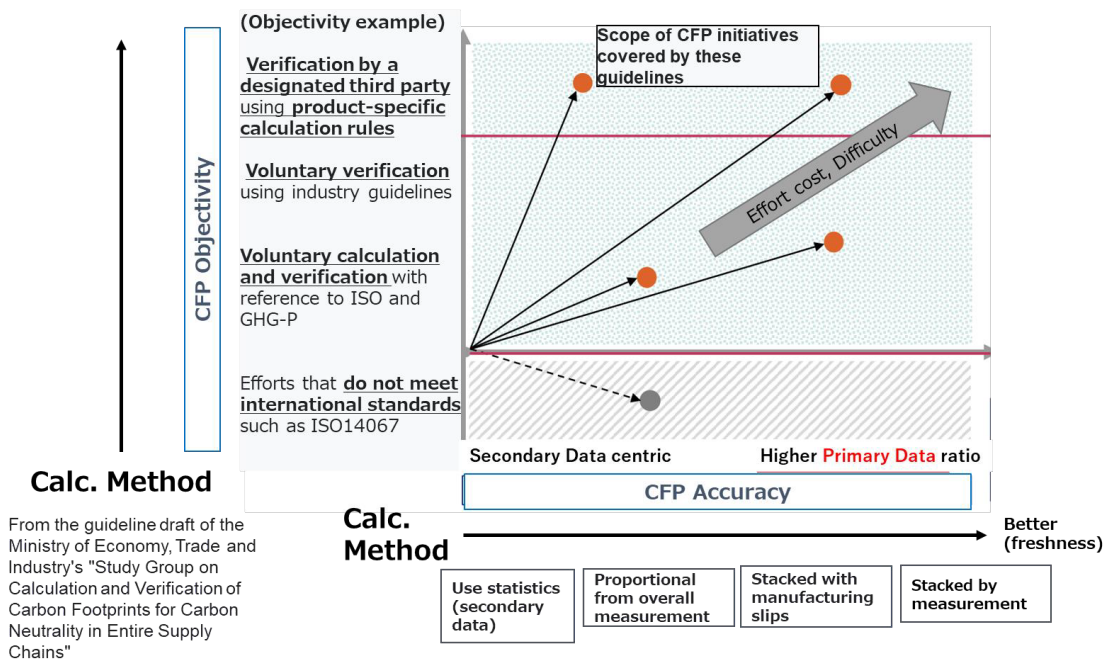 (Objectivity example)
Verification by a
designated third party
using product-specific
calculation rules
Voluntary verification
using industry guidelines
Voluntary calculation
and verification with
reference to ISO and
GHG-P
Efforts that do not meet
international standards
such as ISO14067
CFP Objectivity
Scope of CFP initiatives
covered by these
guidelines
Effort cost, Difficulty
Secondary Data centric
Higher Primary Data ratio
CFP Accuracy
Calc. Method
From the guideline draft of the
Ministry of Economy, Trade and
Industry's "Study Group on
Calculation and Verification of
Carbon Footprints for Carbon
Neutrality in Entire Supply
Chains"
Calc.
Method
Better
(freshness)
Use statistics
(secondary
data)
Proportional
from overall
measurement
Stacked with
manufacturing
slips
Stacked by
measurement